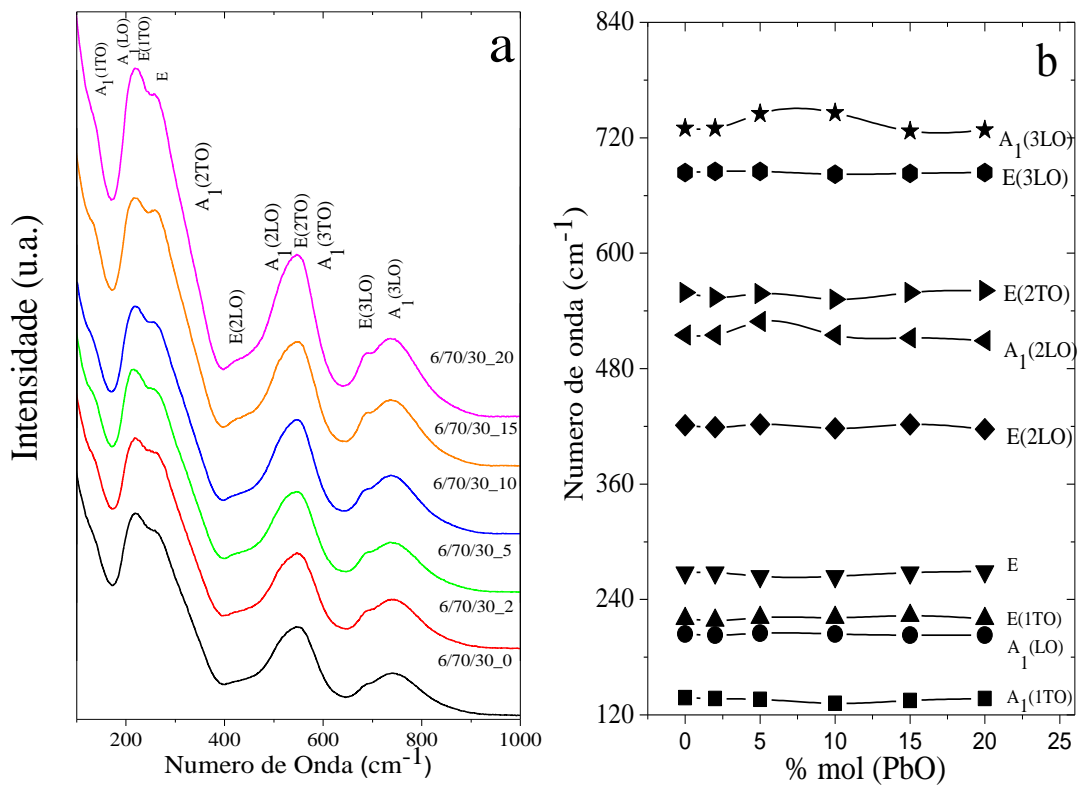 a
A1(1TO)
A1(LO)
E(1TO)
E
A1(2TO)
E(2LO)
A1(2LO)
E(2TO)
A1(3TO)
E(3LO)
A1(3LO)
6/70/30_20
6/70/30_15
6/70/30_10
6/70/30_5
6/70/30_2
6/70/30_0
Intensidade (u.a.)
200 400 600 800 1000
Numero de Onda (cm-1)
b
840
720
600
480
360
240
120
Numero de onda (cm-1)
A1(3LO)
E(3LO)
E(2TO)
A1(2LO)
E(2LO)
E
E(1TO)
A1(LO)
A1(1TO)
0 5 10 15 20 25
% mol (PbO)